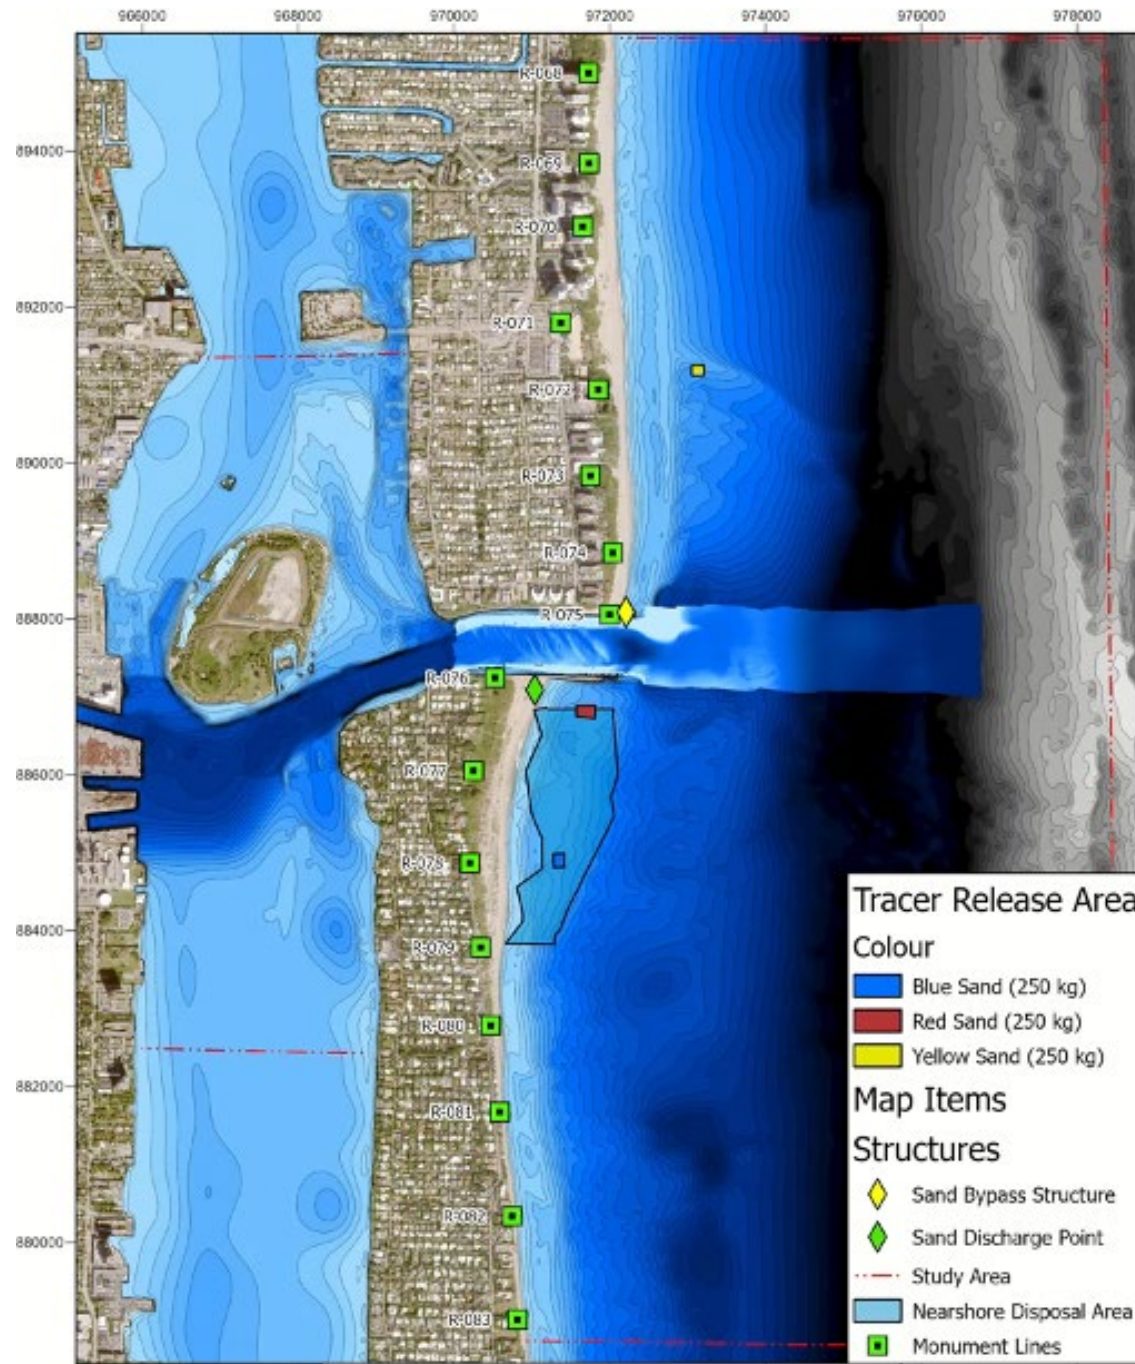 966000 968000 970000 972000 974000 976000 978000
R-068
894000
R-069
R-070
892000
R-071
R-072
890000
R-073
R-074
888000
R-075
R-076
886000
R-077
R-078
884000
R-079
R-080
882000
R-081
R-082
880000
R-083
Tracer Release Area
Colour
Blue Sand (250 kg)
Red Sand (250 kg)
Yellow Sand (250 kg)
Map Items
Structures
Sand Bypass Structure
Sand Discharge Point
Study Area
Nearshore Disposal Area
Monument Lines